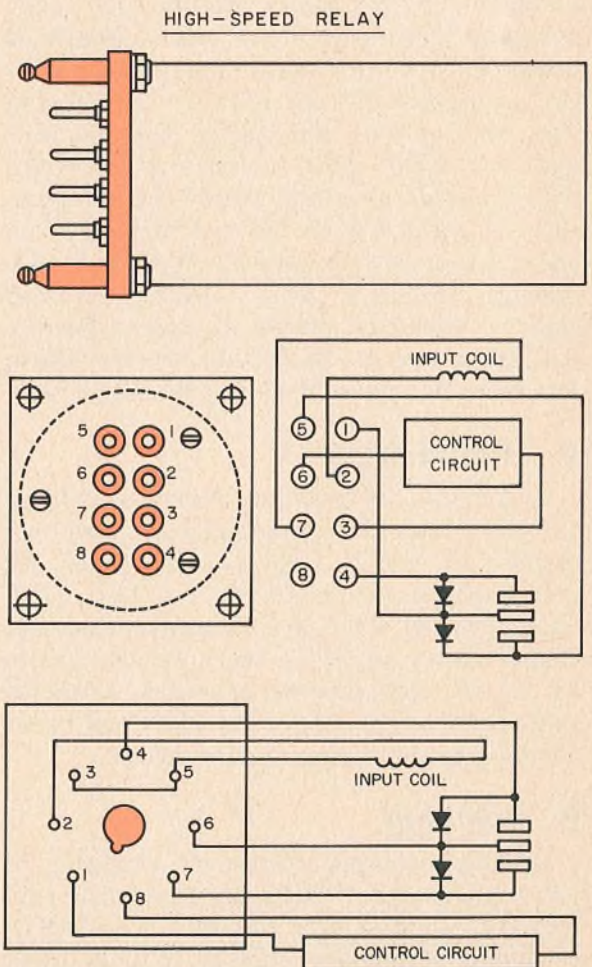 HIGH-SPEED RELAY
INPUT COIL
5 1
6 2
7 3
8 4
5 1
6 2
7 3
8 4
CONTROL
CIRCUIT
4
3 5
INPUT COIL
2 6
1 7
8
CONTROL CIRCUIT